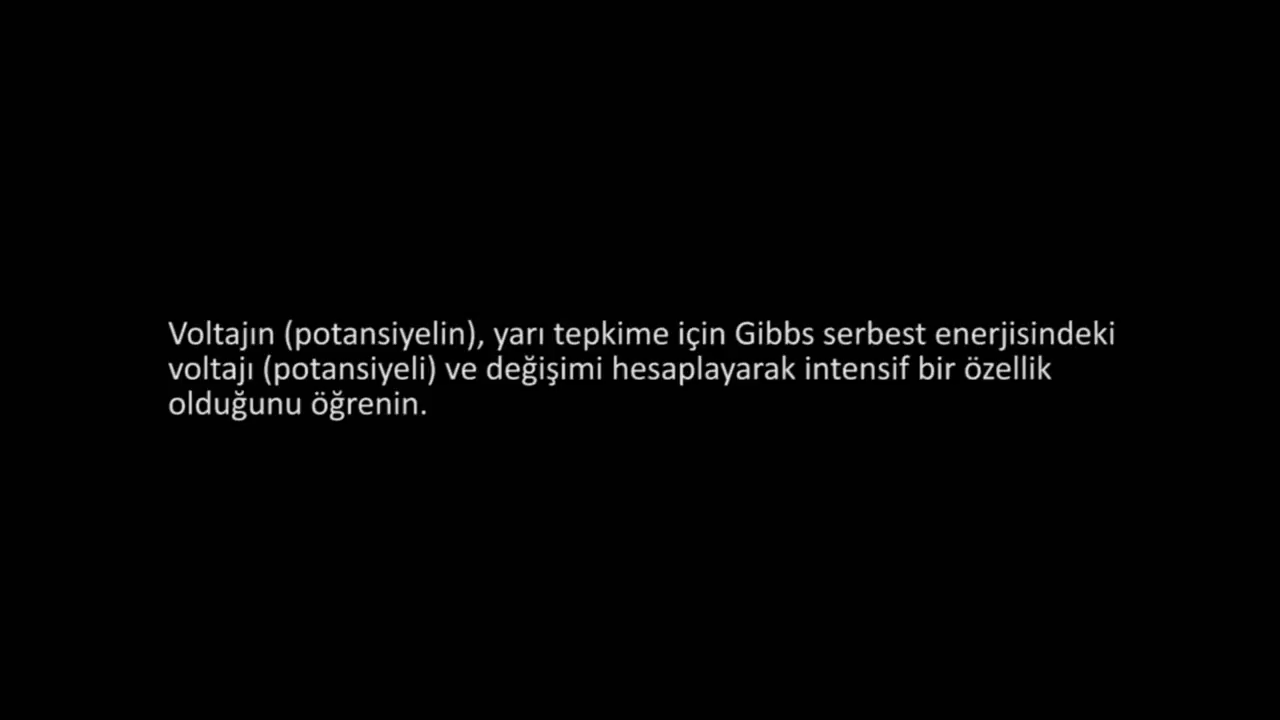 Voltajın (potansiyelin), yarı tepkime için Gibbs serbest enerjisindeki
voltajı (potansiyeli) ve değişimi hesaplayarak intensif bir özellik
olduğunu öğrenin.